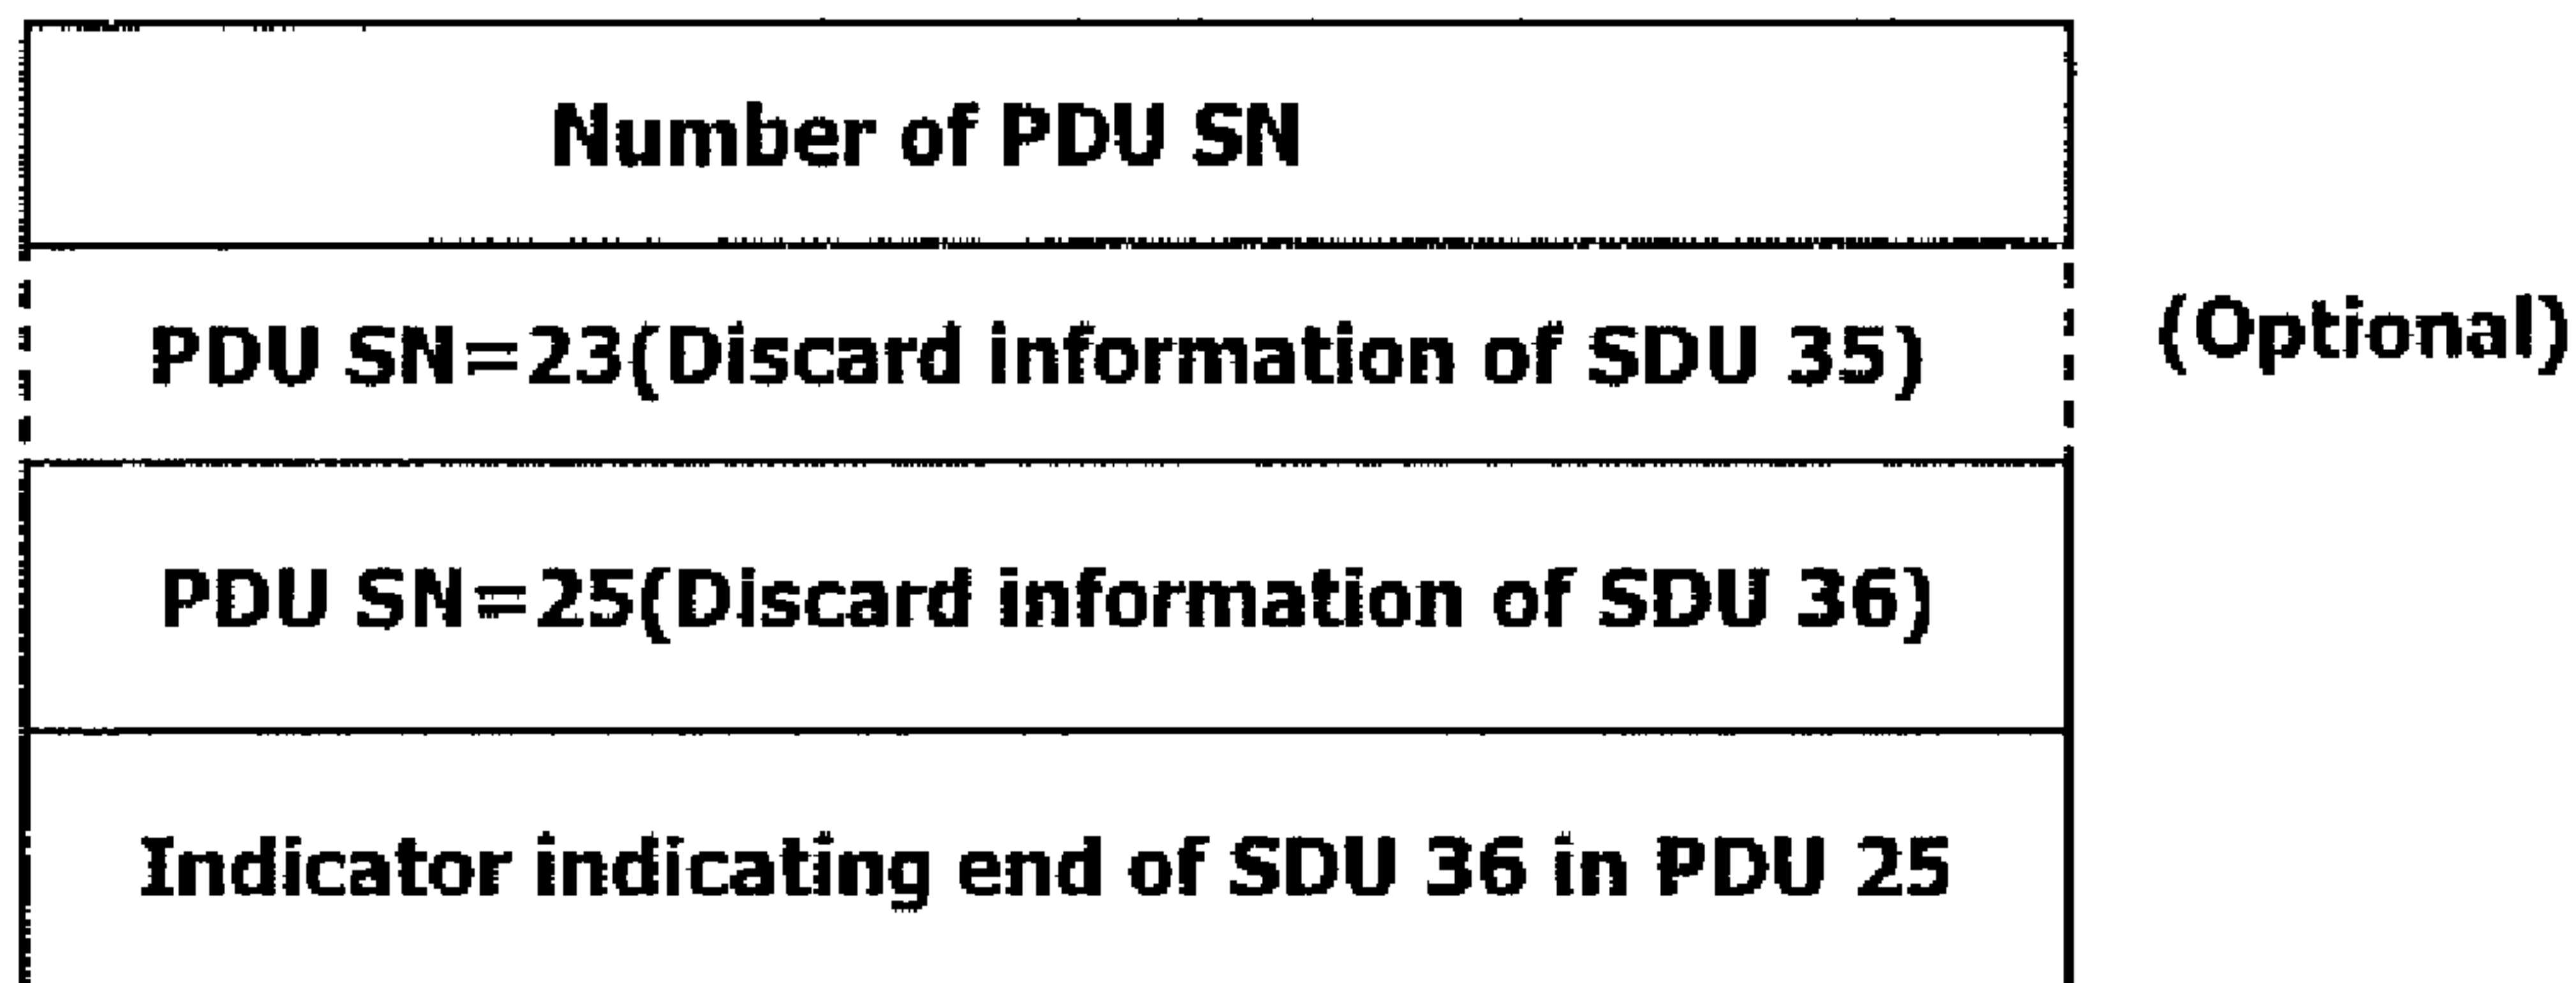 Number of PDU SN
PDU SN=23(Discard information of SDU 35)
(Optional)
PDU SN=25(Discard information of SDU 36)
Indicator indicating end of SDU 36 in PDU 25